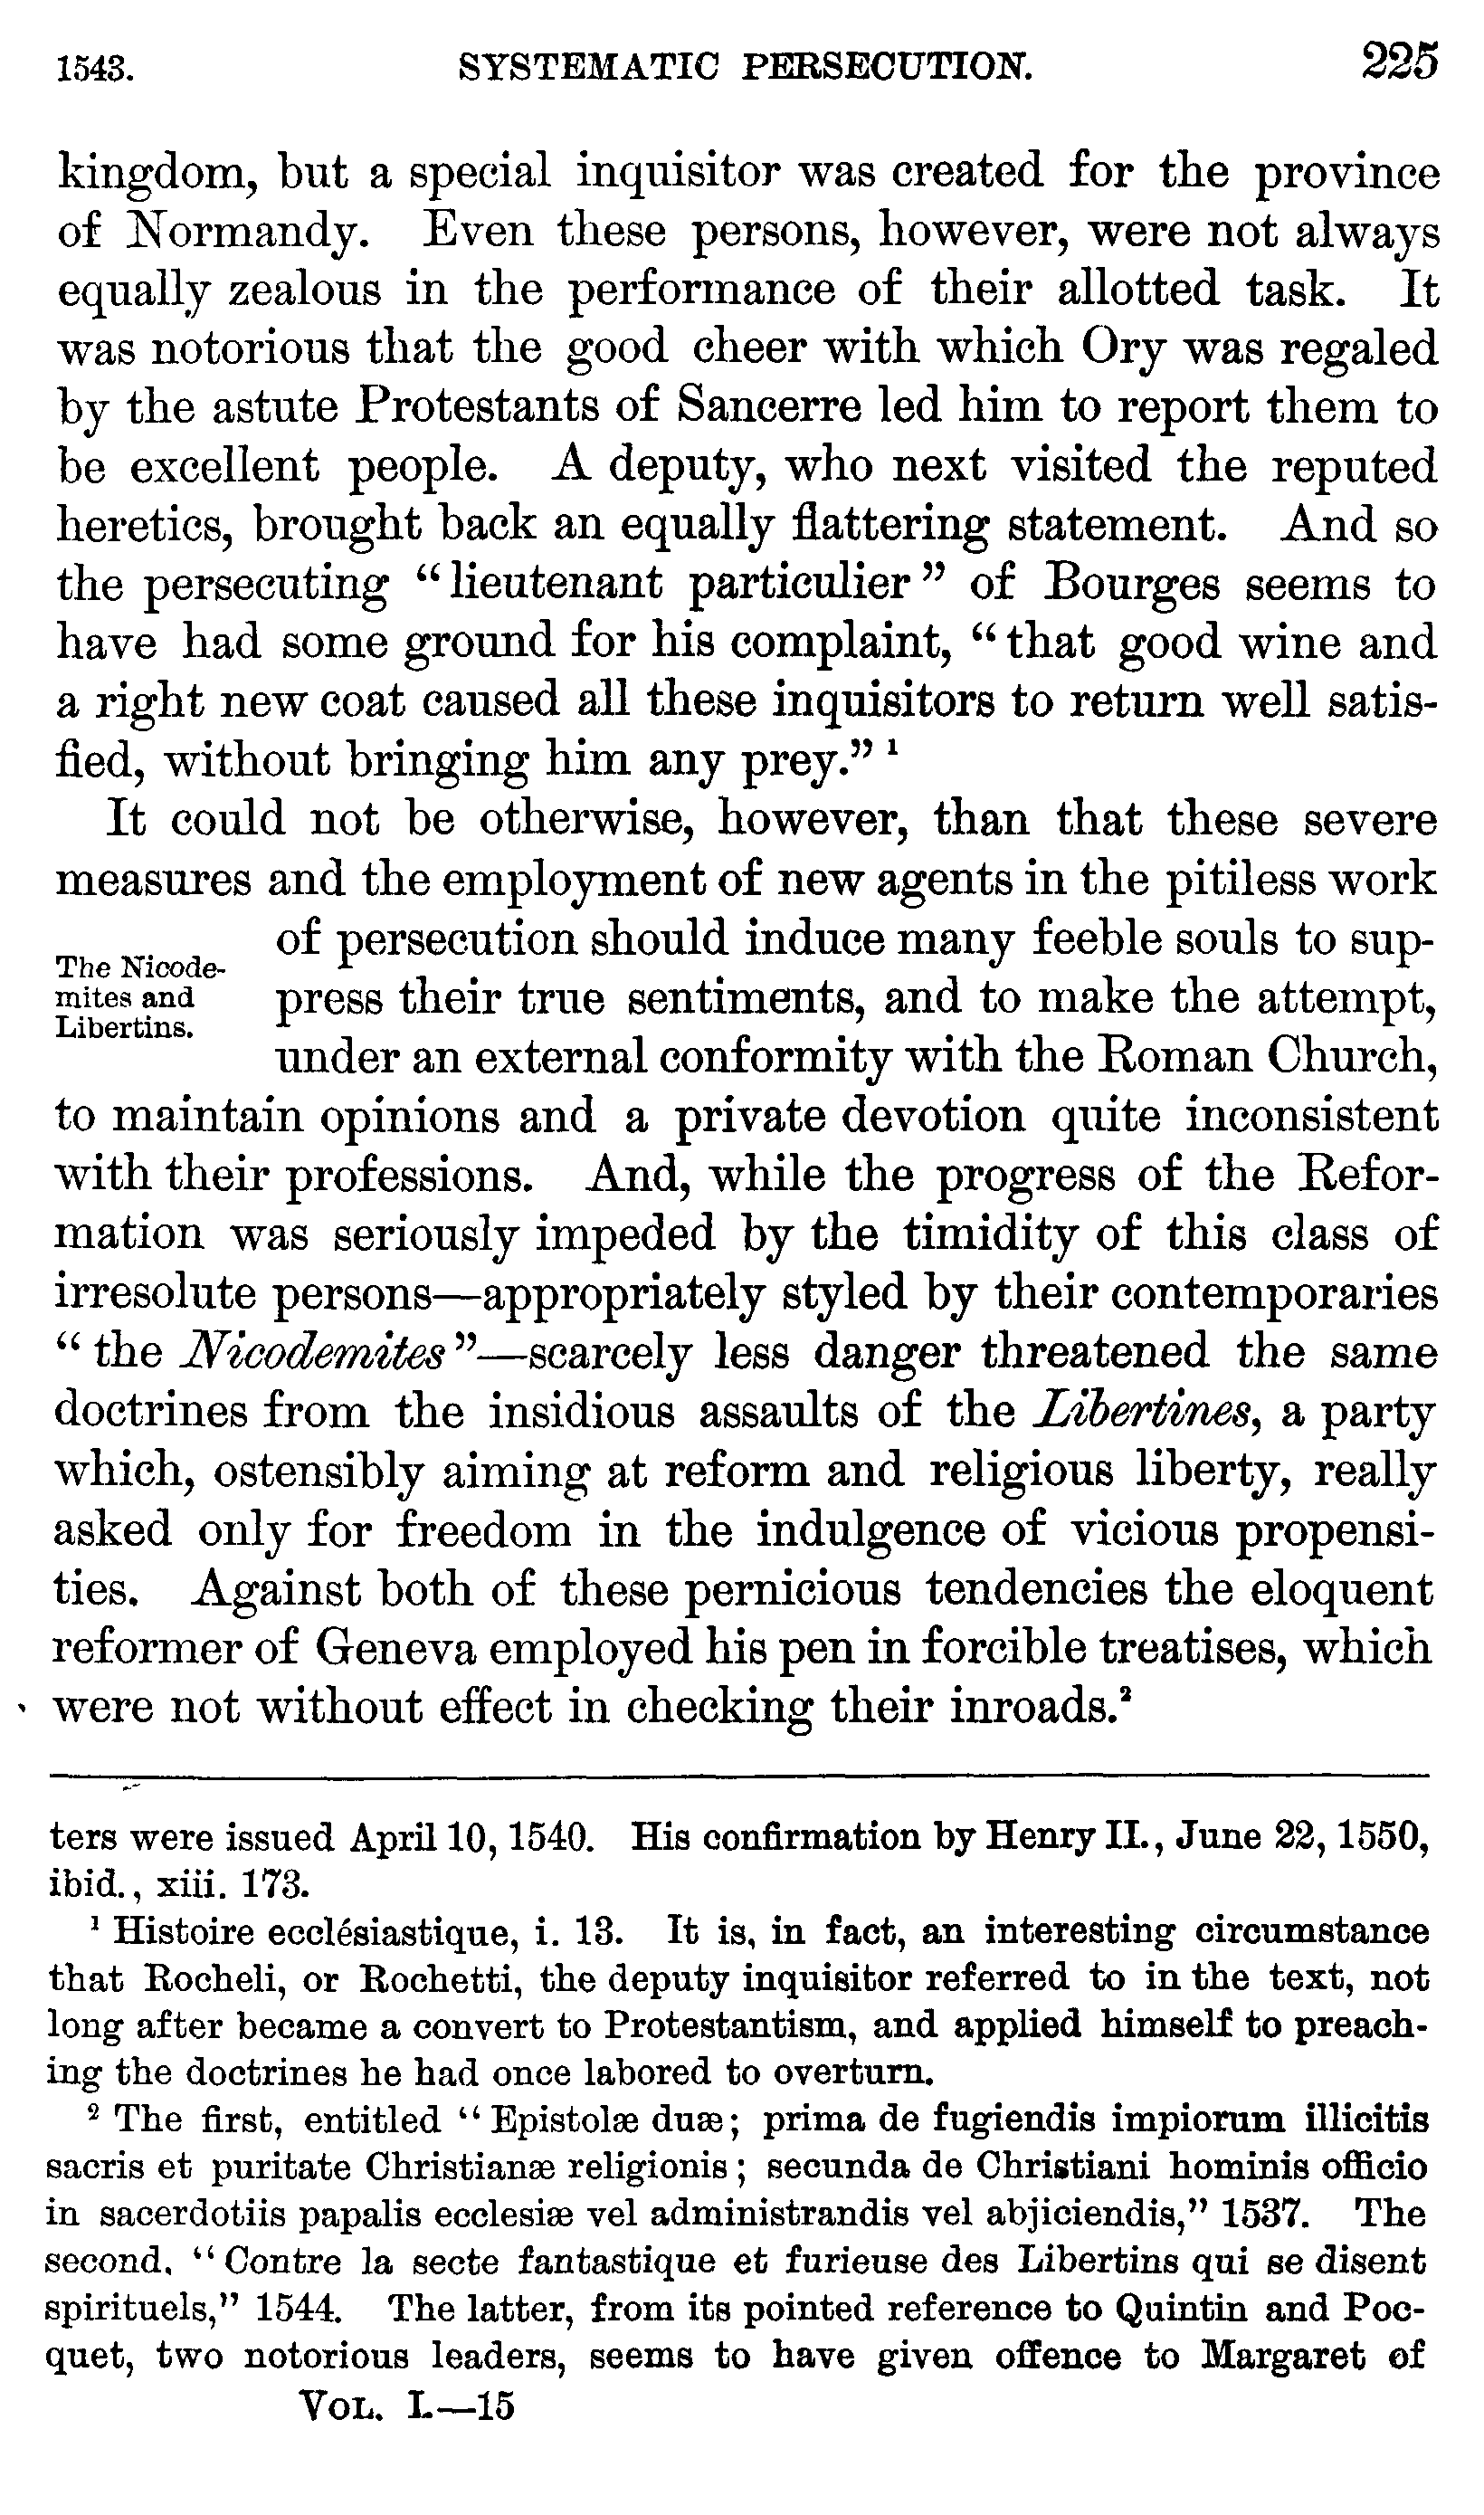 1543. SYSTEMATIC PERSECUTION. 225
kingdom, but a special inquisitor was created for the province
of Normandy. Even these persons, however, were not always
equally zealous in the performance of their allotted task. It
was notorious that the good cheer with which Ory was regaled
by the astute Protestants of Sancerre led him to report them to
be excellent people. A deputy, who next visited the reputed
heretics, brought back an equally flattering statement. And so
the persecuting “lieutenant particulier” of Bourges seems to
have had some ground for his complaint, “that good wine and
a right new coat caused all these inquisitors to return well satis-
fied, without bringing him any prey.” ¹
It could not be otherwise, however, than that these severe
measures and the employment of new agents in the pitiless work
The Nicode-
mites and
Libertins.
of persecution should induce many feeble souls to sup-
press their true sentiments, and to make the attempt,
under an external conformity with the Roman Church,
to maintain opinions and a private devotion quite inconsistent
with their professions. And, while the progress of the Refor-
mation was seriously impeded by the timidity of this class of
irresolute persons—appropriately styled by their contemporaries
“the Nicodemites”—scarcely less danger threatened the same
doctrines from the insidious assaults of the Libertines, a party
which, ostensibly aiming at reform and religious liberty, really
asked only for freedom in the indulgence of vicious propensi-
ties. Against both of these pernicious tendencies the eloquent
reformer of Geneva employed his pen in forcible treatises, which
were not without effect in checking their inroads.²
ters were issued April 10, 1540. His confirmation by Henry II., June 22, 1550,
ibid., xiii. 173.
¹ Histoire ecclésiastique, i. 13. It is, in fact, an interesting circumstance
that Rocheli, or Rochetti, the deputy inquisitor referred to in the text, not
long after became a convert to Protestantism, and applied himself to preach-
ing the doctrines he had once labored to overturn.
² The first, entitled “Epistolæ duæ; prima de fugiendis impiorum illicitis
sacris et puritate Christianæ religionis; secunda de Christiani hominis officio
in sacerdotiis papalis ecclesiæ vel administrandis vel abjiciendis,” 1537. The
second, “Contre la secte fantastique et furieuse des Libertins qui se disent
spirituels,” 1544. The latter, from its pointed reference to Quintin and Poc-
quet, two notorious leaders, seems to have given offence to Margaret of
VOL. I.—15